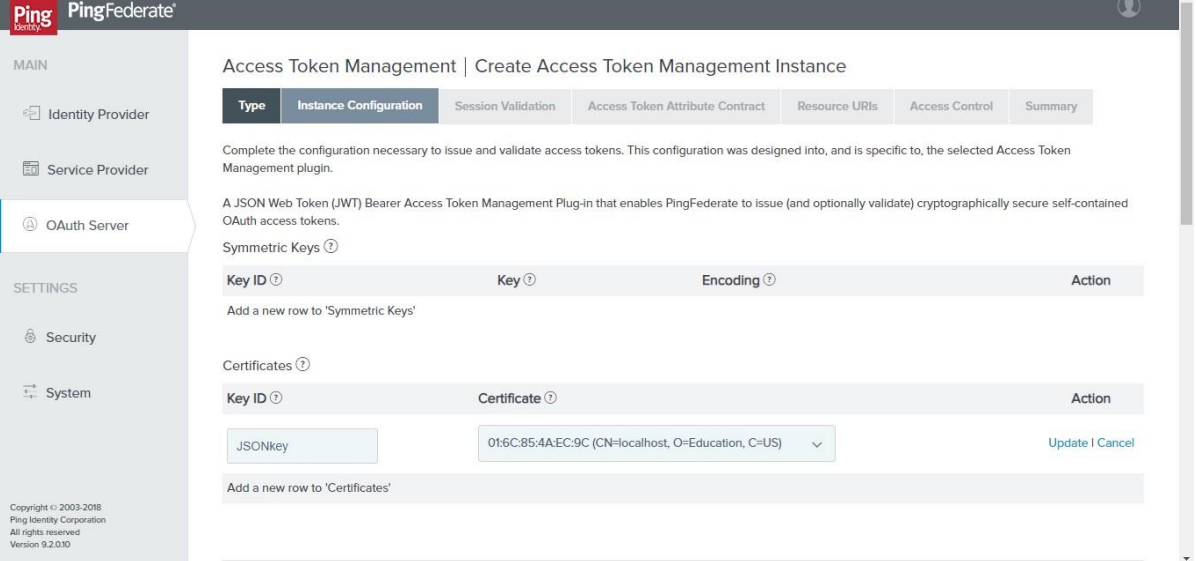 Ping
Identity.
PingFederate®
MAIN
Identity Provider
Service Provider
OAuth Server
SETTINGS
Security
System
Copyright © 2003-2018
Ping Identity Corporation
All rights reserved
Version 9.2.0.10
Access Token Management | Create Access Token Management Instance
Type Instance Configuration Session Validation Access Token Attribute Contract Resource URIs Access Control Summary
Complete the configuration necessary to issue and validate access tokens. This configuration was designed into, and is specific to, the selected Access Token
Management plugin.
A JSON Web Token (JWT) Bearer Access Token Management Plug-in that enables PingFederate to issue (and optionally validate) cryptographically secure self-contained
OAuth access tokens.
Symmetric Keys ?
Key ID ? Key ? Encoding ? Action
Add a new row to 'Symmetric Keys'
Certificates ?
Key ID ? Certificate ? Action
JSONkey 01:6C:85:4A:EC:9C (CN=localhost, O=Education, C=US) Update | Cancel
Add a new row to 'Certificates'